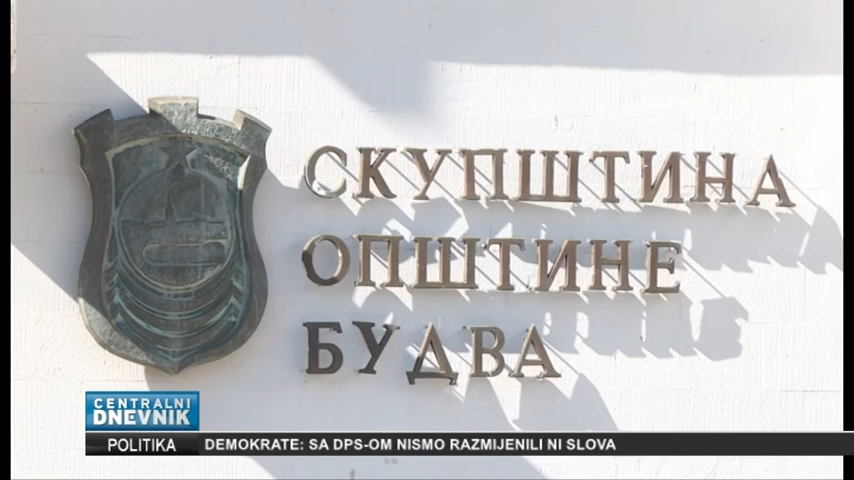 СКУПШТИНА
ОПШТИНЕ
БУДВА
CENTRALNI
DNEVNIK
POLITIKA
DEMOKRATE: SA DPS-OM NISMO RAZMIJENILI NI SLOVA